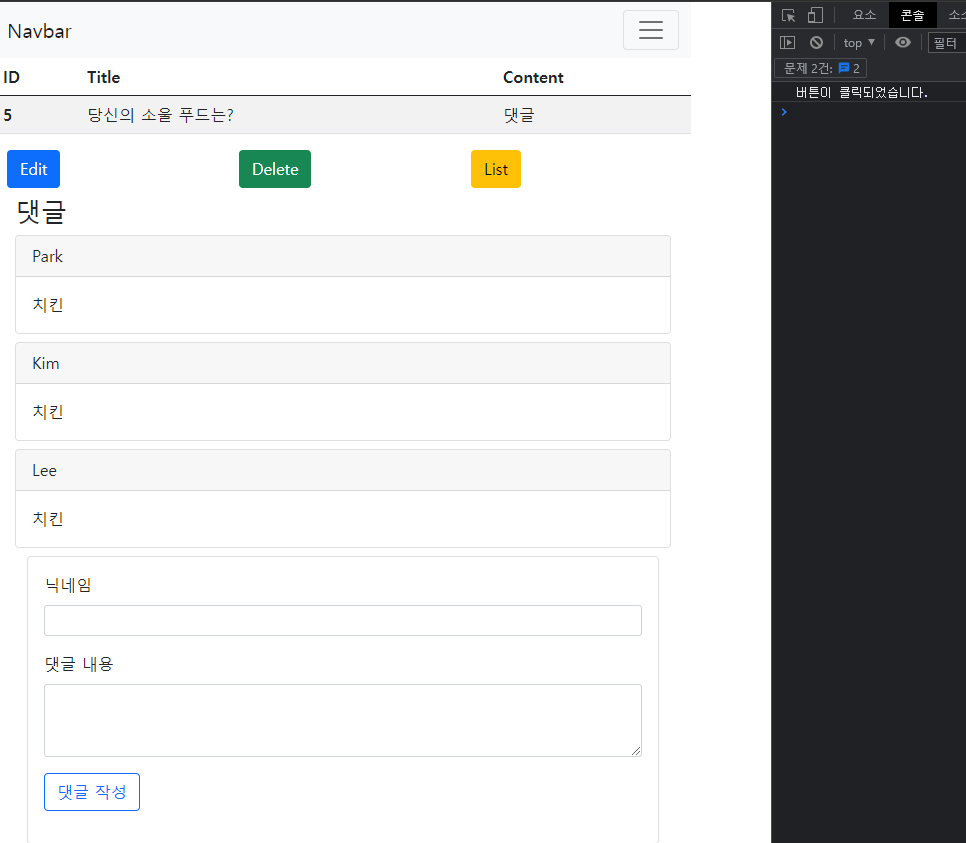 Navbar
ID Title Content
5 당신의 소울 푸드는? 댓글
Edit Delete List
댓글
Park
치킨
Kim
치킨
Lee
치킨
닉네임
댓글 내용
댓글 작성
요소 콘솔 소스
top ▼ 필터
문제 2건: 2
버튼이 클릭되었습니다.
>